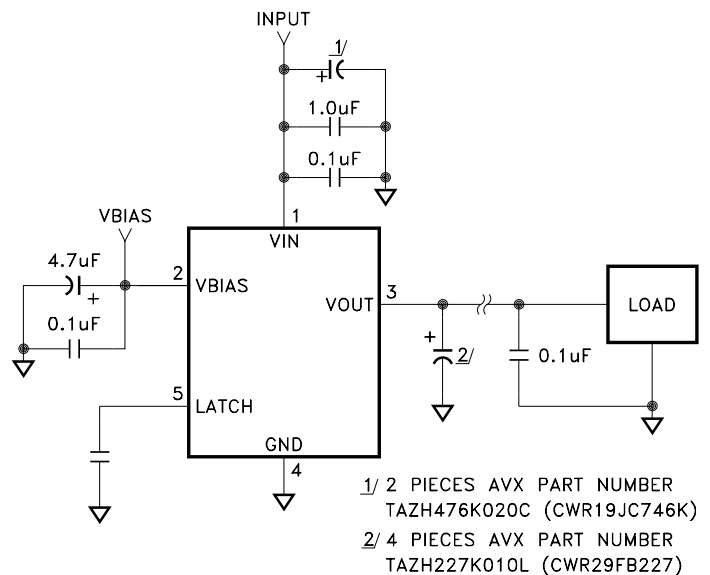 INPUT
1/
+
1.0uF
0.1uF
1
VIN
VBIAS
4.7uF
2
+
VBIAS
0.1uF
VOUT
3
LOAD
+
2/
0.1uF
5
LATCH
GND
4
1/ 2 PIECES AVX PART NUMBER
TAZH476K020C (CWR19JC746K)
2/ 4 PIECES AVX PART NUMBER
TAZH227K010L (CWR29FB227)